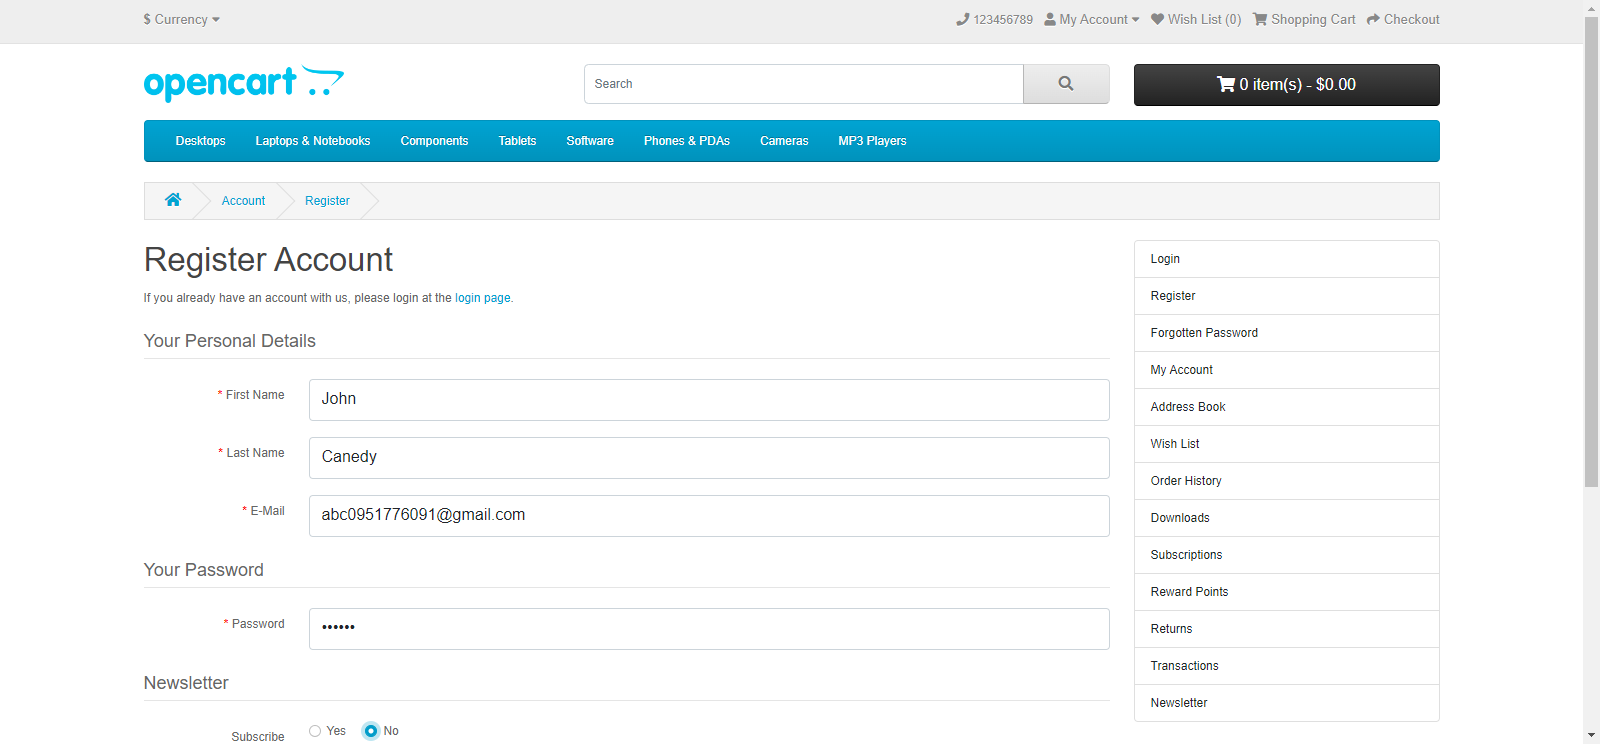 $ Currency
123456789 My Account Wish List (0) Shopping Cart Checkout
opencart
Search
0 item(s) - $0.00
Desktops Laptops & Notebooks Components Tablets Software Phones & PDAs Cameras MP3 Players
Account Register
Register Account
If you already have an account with us, please login at the login page.
Your Personal Details
* First Name John
* Last Name Canedy
* E-Mail abc0951776091@gmail.com
Your Password
* Password ••••••
Newsletter
Subscribe Yes No
Login
Register
Forgotten Password
My Account
Address Book
Wish List
Order History
Downloads
Subscriptions
Reward Points
Returns
Transactions
Newsletter